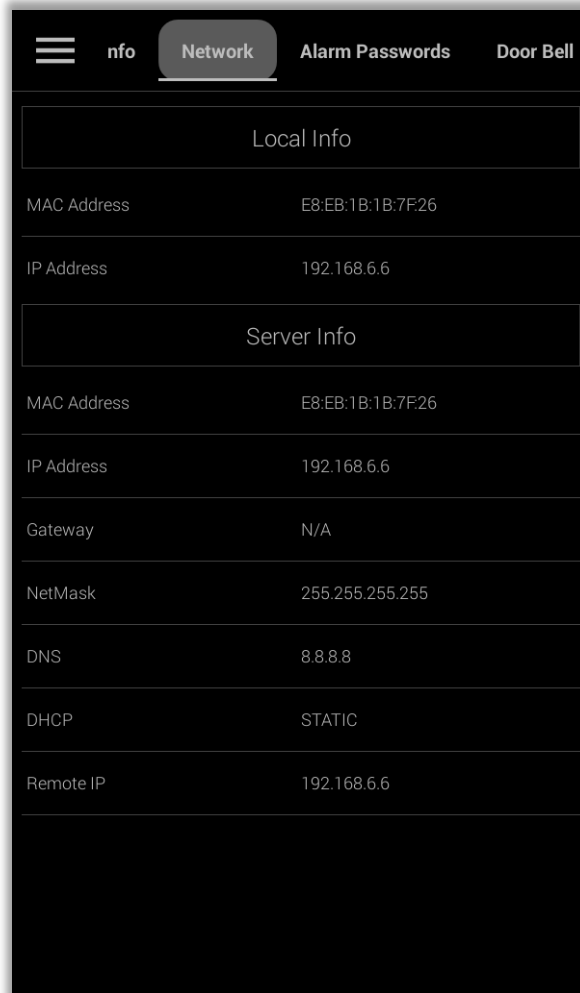 nfo Network Alarm Passwords Door Bell
Local Info
MAC Address E8:EB:1B:1B:7F:26
IP Address 192.168.6.6
Server Info
MAC Address E8:EB:1B:1B:7F:26
IP Address 192.168.6.6
Gateway N/A
NetMask 255.255.255.255
DNS 8.8.8.8
DHCP STATIC
Remote IP 192.168.6.6